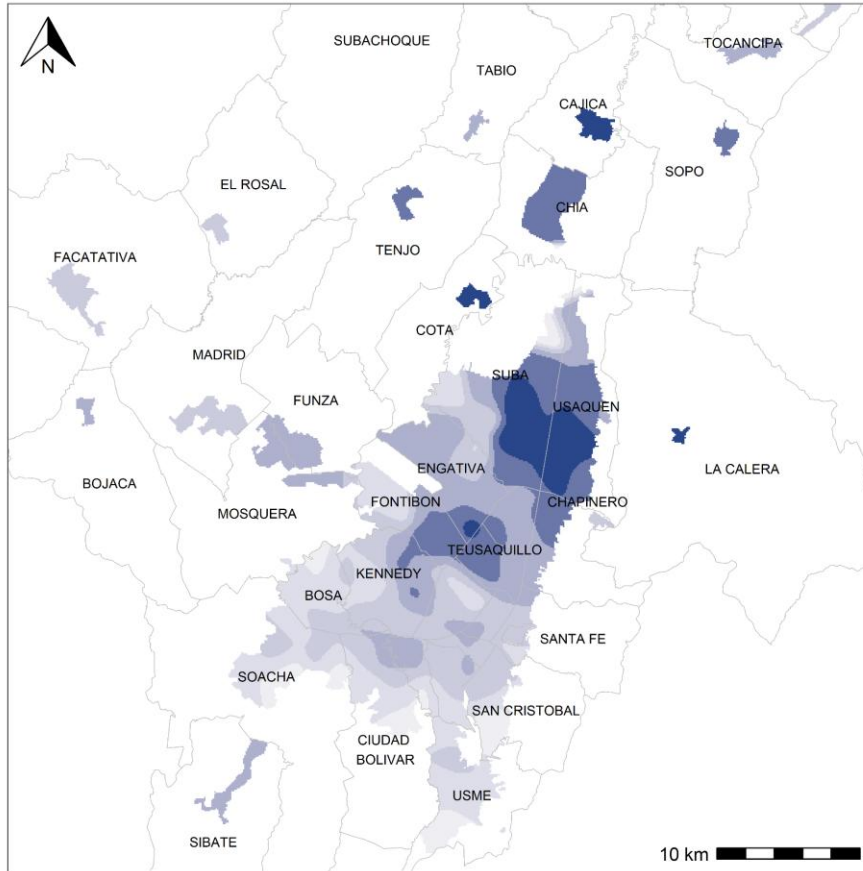 SUBACHOQUE
TOCANCIPA
TABIO
N
CAJICA
SOPO
EL ROSAL
CHIA
TENJO
FACATATIVA
COTA
MADRID
SUBA
FUNZA
USAQUEN
ENGATIVA
LA CALERA
BOJACA
FONTIBON
CHAPINERO
MOSQUERA
TEUSAQUILLO
KENNEDY
BOSA
SANTA FE
SOACHA
SAN CRISTOBAL
CIUDAD
BOLIVAR
USME
SIBATE
10 km